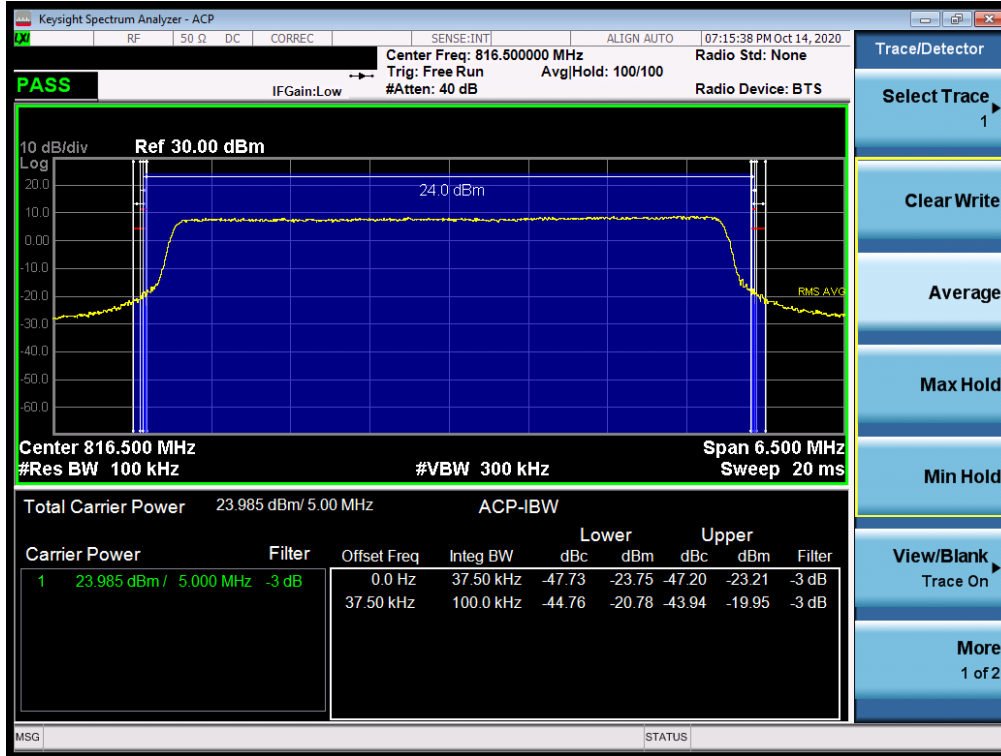 Keysight Spectrum Analyzer - ACP
LXI RF 50 Ω DC CORREC SENSE:INT ALIGN AUTO 07:15:38 PM Oct 14, 2020
Center Freq: 816.500000 MHz Radio Std: None
Trig: Free Run Avg|Hold: 100/100
PASS IFGain:Low #Atten: 40 dB Radio Device: BTS
10 dB/div Ref 30.00 dBm
Log
20.0
24.0 dBm
10.0
0.00
-10.0
-20.0
RMS AVG
-30.0
-40.0
-50.0
-60.0
Center 816.500 MHz Span 6.500 MHz
#Res BW 100 kHz #VBW 300 kHz Sweep 20 ms
Total Carrier Power 23.985 dBm/ 5.00 MHz ACP-IBW
Lower Upper
Carrier Power Filter Offset Freq Integ BW dBc dBm dBc dBm Filter
1 23.985 dBm / 5.000 MHz -3 dB 0.0 Hz 37.50 kHz -47.73 -23.75 -47.20 -23.21 -3 dB
37.50 kHz 100.0 kHz -44.76 -20.78 -43.94 -19.95 -3 dB
MSG STATUS
Trace/Detector
Select Trace
1
Clear Write
Average
Max Hold
Min Hold
View/Blank
Trace On
More
1 of 2